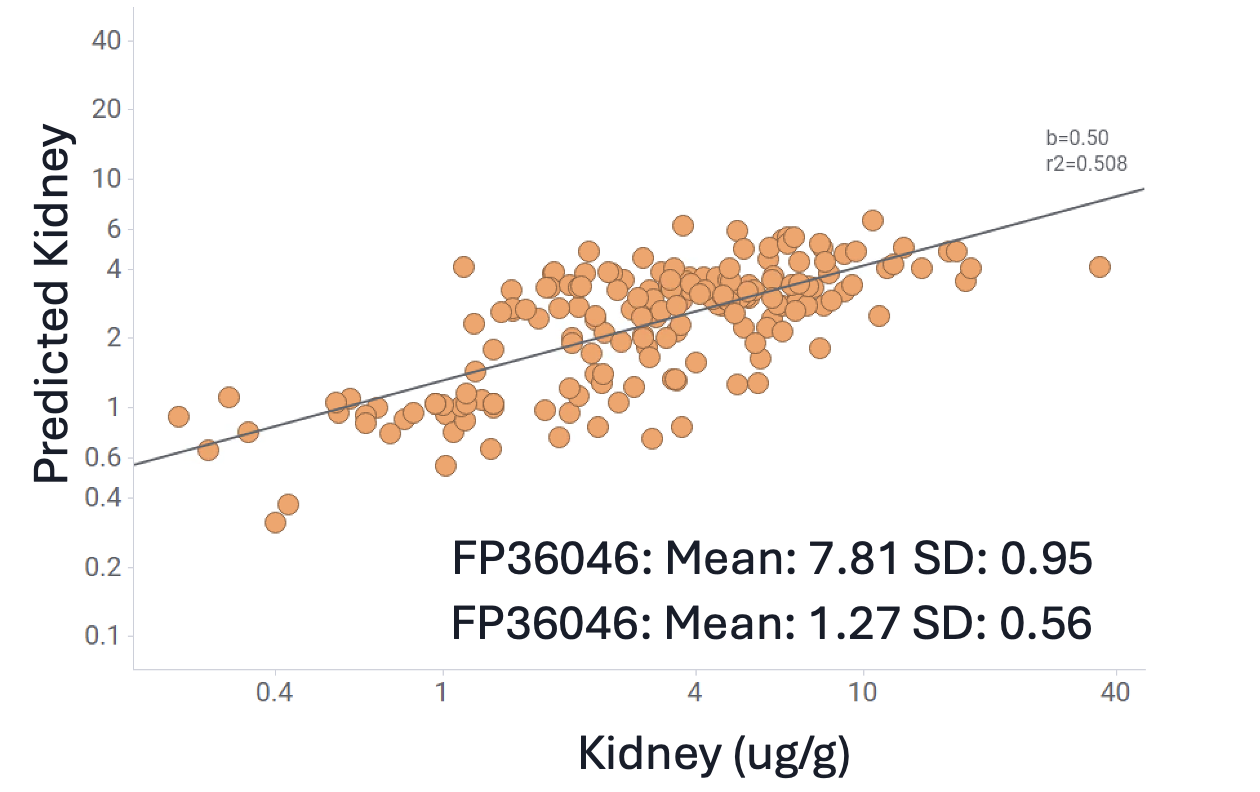 40
20
10
6
4
2
1
0.6
0.4
0.2
0.1
Predicted Kidney
b=0.50
r2=0.508
FP36046: Mean: 7.81 SD: 0.95
FP36046: Mean: 1.27 SD: 0.56
0.4 1 4 10 40
Kidney (ug/g)